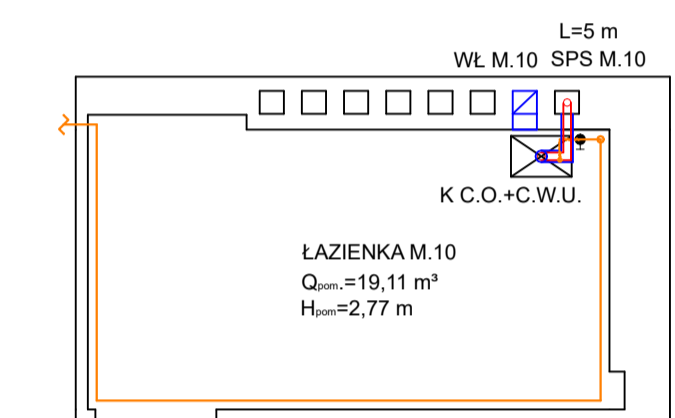 L=5 m
WŁ M.10 SPS M.10
K C.O.+C.W.U.
ŁAZIENKA M.10
Qpom.=19,11 m³
Hpom=2,77 m